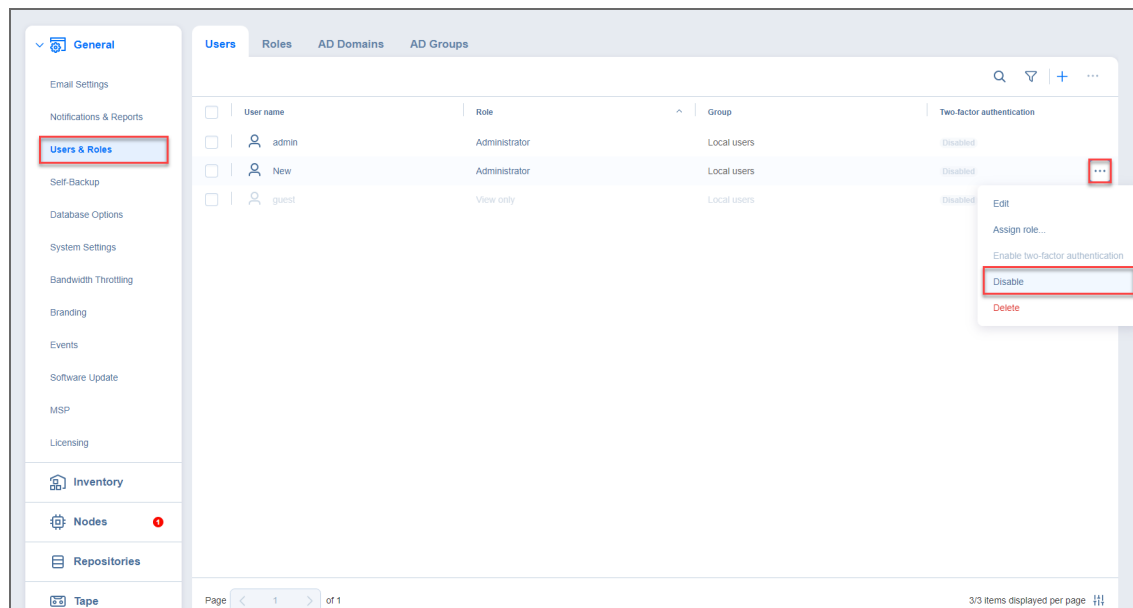 General
Email Settings
Notifications & Reports
Users & Roles
Self-Backup
Database Options
System Settings
Bandwidth Throttling
Branding
Events
Software Update
MSP
Licensing
Inventory
Nodes 1
Repositories
Tape
Users Roles AD Domains AD Groups
User name Role Group Two-factor authentication
admin Administrator Local users Disabled
New Administrator Local users Disabled
guest View only Local users Disabled
Edit
Assign role...
Enable two-factor authentication
Disable
Delete
Page 1 of 1 3/3 items displayed per page